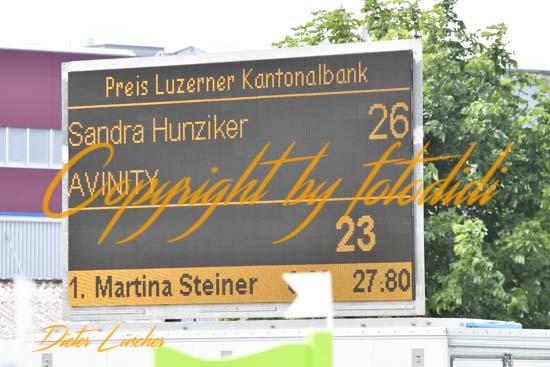 Preis Luzerner Kantonalbank
Sandra Hunziker 26
AVINITY
Copyright by fotodidi
23
1. Martina Steiner 27.80
Dieter Lüscher